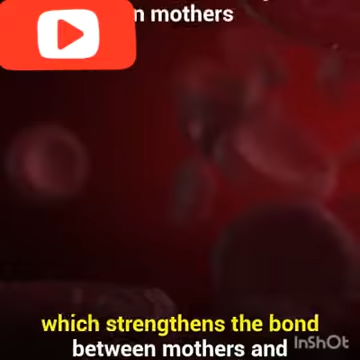 n mothers
which strengthens the bond
between mothers and
InShOt